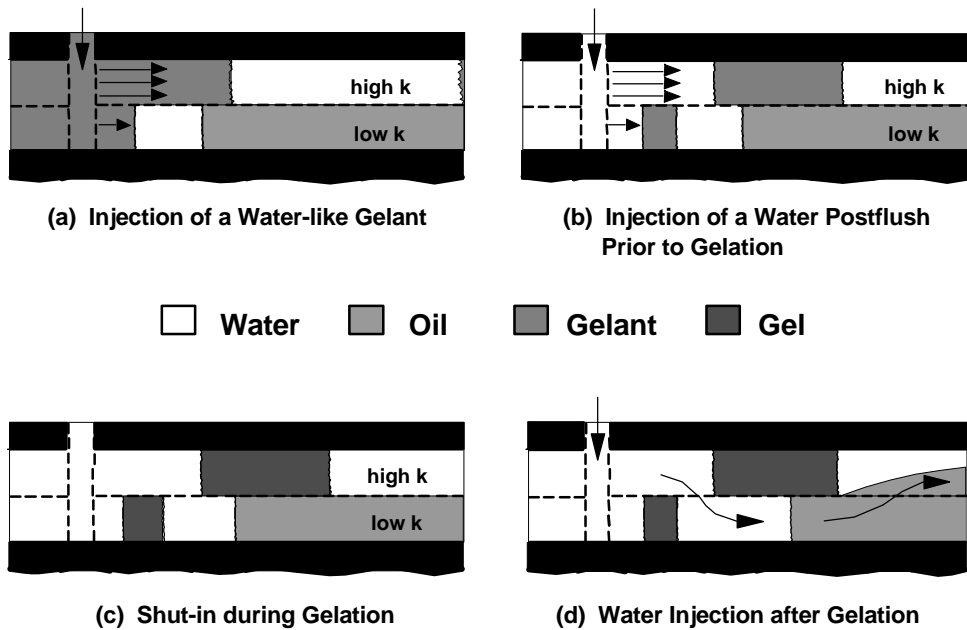 high k
low k
(a) Injection of a Water-like Gelant
high k
low k
(b) Injection of a Water Postflush
Prior to Gelation
Water
Oil
Gelant
Gel
high k
low k
(c) Shut-in during Gelation
(d) Water Injection after Gelation